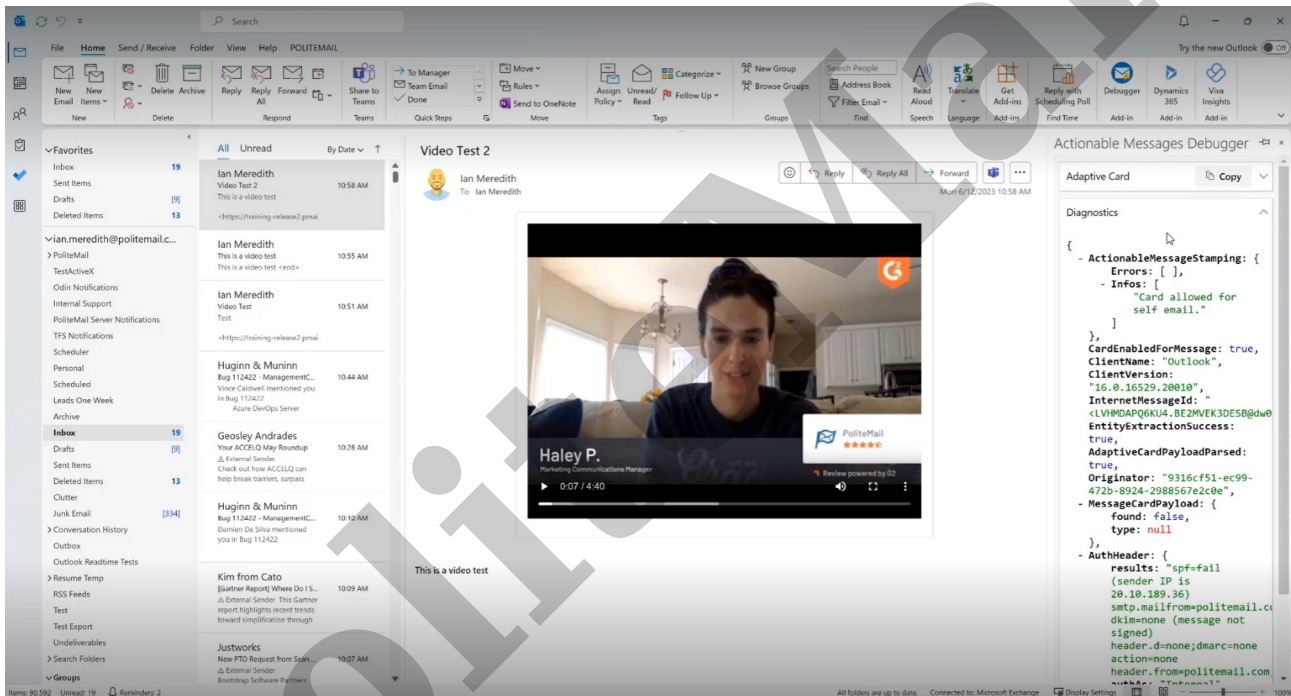 Search
File Home Send / Receive Folder View Help POLITEMAIL
Try the new Outlook Off
New Email
New Items
Delete Archive
Reply
Reply All
Forward
Share to Teams
To Manager
Team Email
Done
Move
Rules
Send to OneNote
Assign Policy
Unread/ Read
Categorize
Follow Up
New Group
Browse Groups
Search People
Address Book
Filter Email
Read Aloud
Translate
Get Add-ins
Reply with Scheduling Poll
Debugger
Dynamics 365
Viva Insights
New Delete Respond Teams Quick Steps Move Tags Groups Find Speech Language Add-ins Find Time Add-in Add-in Add-in
Favorites
Inbox 19
Sent Items
Drafts [9]
Deleted Items 13
ian.meredith@politemail.c...
PoliteMail
TestActiveX
Odin Notifications
Internal Support
PoliteMail Server Notifications
TFS Notifications
Scheduler
Personal
Scheduled
Leads One Week
Archive
Inbox 19
Drafts [9]
Sent Items
Deleted Items 13
Clutter
Junk Email [334]
Conversation History
Outbox
Outlook Readtime Tests
Resume Temp
RSS Feeds
Test
Test Export
Undeliverables
Search Folders
Groups
All Unread By Date
Ian Meredith
Video Test 2 10:58 AM
This is a video test
<https://training-release2.pmai
Ian Meredith
This is a video test 10:55 AM
This is a video test <end>
Ian Meredith
Video Test 10:51 AM
Test
<https://training-release2.pmai
Huginn & Muninn
Bug 112422 - ManagementC... 10:44 AM
Vince Caldwell mentioned you
in Bug 112422
Azure DevOps Server
Geosley Andrades
Your ACCELQ May Roundup 10:28 AM
External Sender
Check out how ACCELQ can
help break barriers, surpass
Huginn & Muninn
Bug 112422 - ManagementC... 10:10 AM
Damien De Silva mentioned
you in Bug 112422
Kim from Cato
[Gartner Report] Where Do I S... 10:09 AM
External Sender This Gartner
report highlights recent trends
toward simplification through
Justworks
New PTO Request from Sean ... 10:07 AM
External Sender
Bootstrap Software Partners
Video Test 2
Ian Meredith
To Ian Meredith
Reply Reply All Forward
Mon 6/12/2023 10:58 AM
G2
Haley P.
Marketing Communications Manager
PoliteMail
Review powered by G2
0:07 / 4:40
This is a video test
Actionable Messages Debugger
Adaptive Card Copy
Diagnostics
{
- ActionableMessageStamping: {
Errors: [ ],
- Infos: [
"Card allowed for
self email."
]
},
CardEnabledForMessage: true,
ClientName: "Outlook",
ClientVersion:
"16.0.16529.20010",
InternetMessageId: "
<LVHMDAPQ6KU4.BE2MVEK3DESB@dw0
EntityExtractionSuccess:
true,
AdaptiveCardPayloadParsed:
true,
Originator: "9316cf51-ec99-
472b-8924-2988567e2c0e",
- MessageCardPayload: {
found: false,
type: null
},
- AuthHeader: {
results: "spf=fail
(sender IP is
20.10.189.36)
smtp.mailfrom=politemail.co
dkim=none (message not
signed)
header.d=none;dmarc=none
action=none
header.from=politemail.com
authAs: "Internal"
Items: 90,592 Unread: 19 Reminders: 2
All folders are up to date. Connected to: Microsoft Exchange Display Settings 100%
PoliteMail